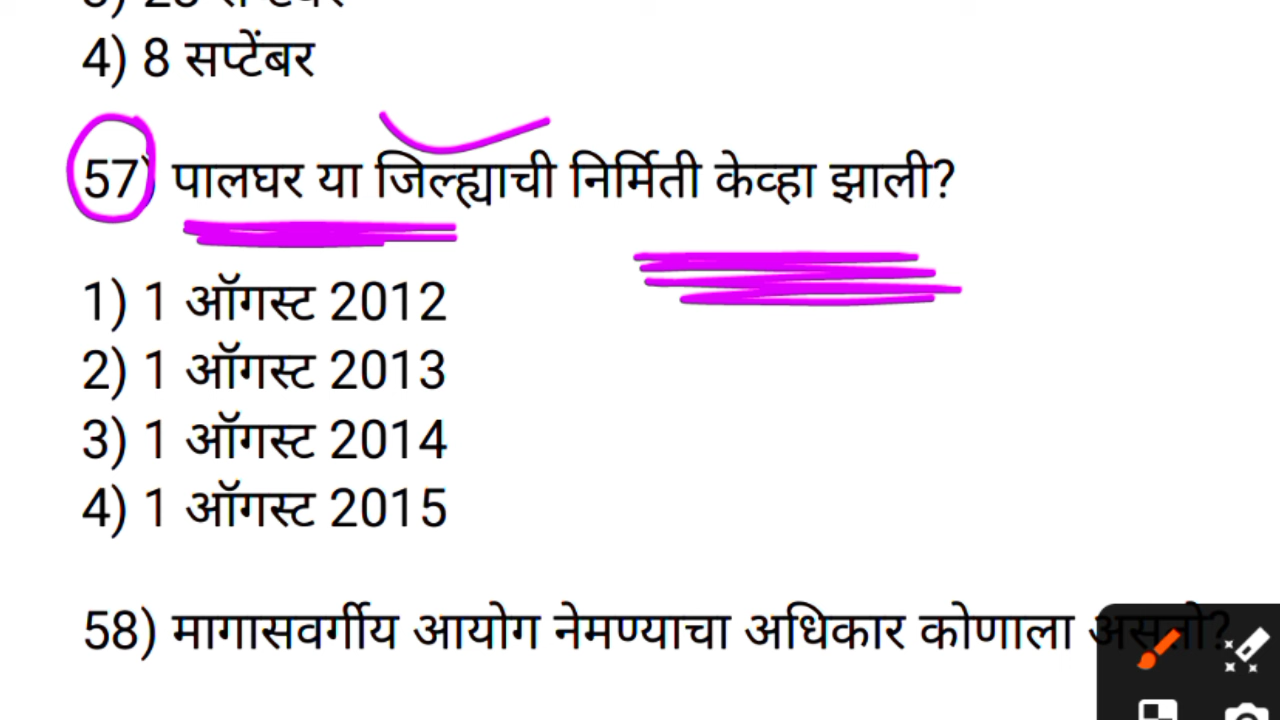 4) 8 सप्टेंबर
57) पालघर या जिल्ह्याची निर्मिती केव्हा झाली?
1) 1 ऑगस्ट 2012
2) 1 ऑगस्ट 2013
3) 1 ऑगस्ट 2014
4) 1 ऑगस्ट 2015
58) मागासवर्गीय आयोग नेमण्याचा अधिकार कोणाला असतो?